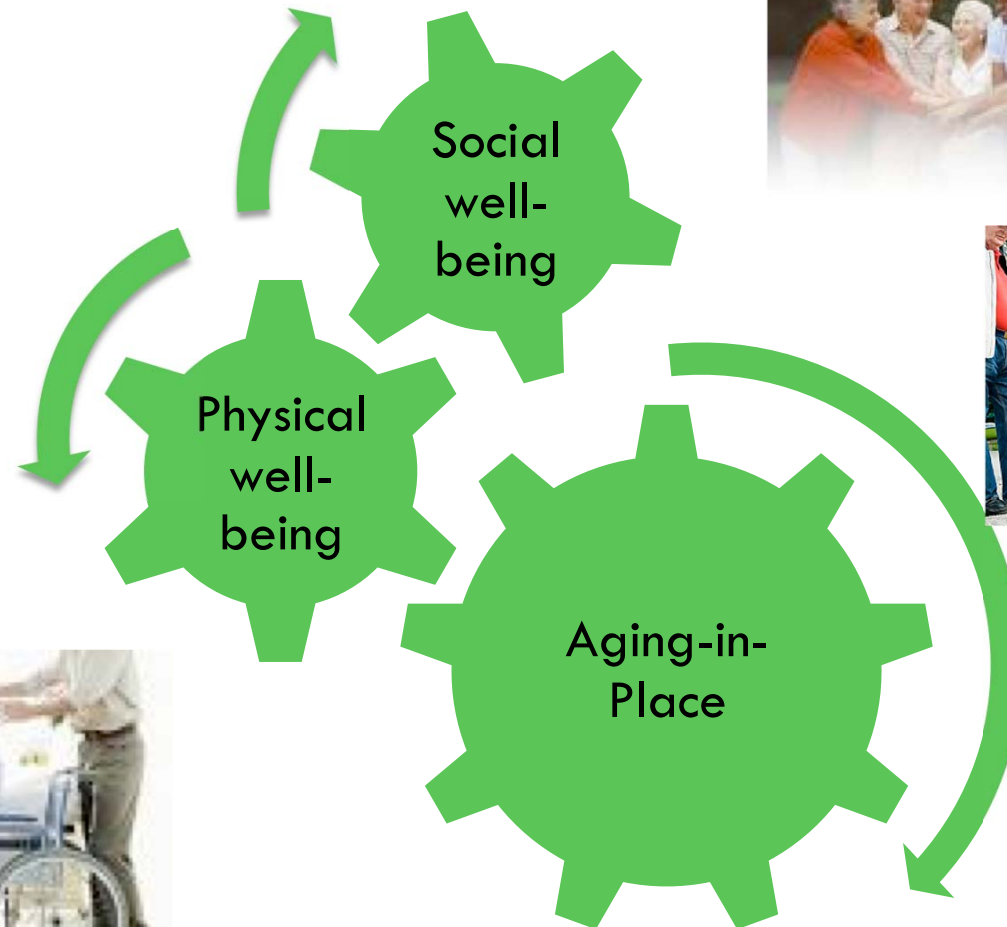 Social
well-
being
Physical
well-
being
Aging-in-
Place